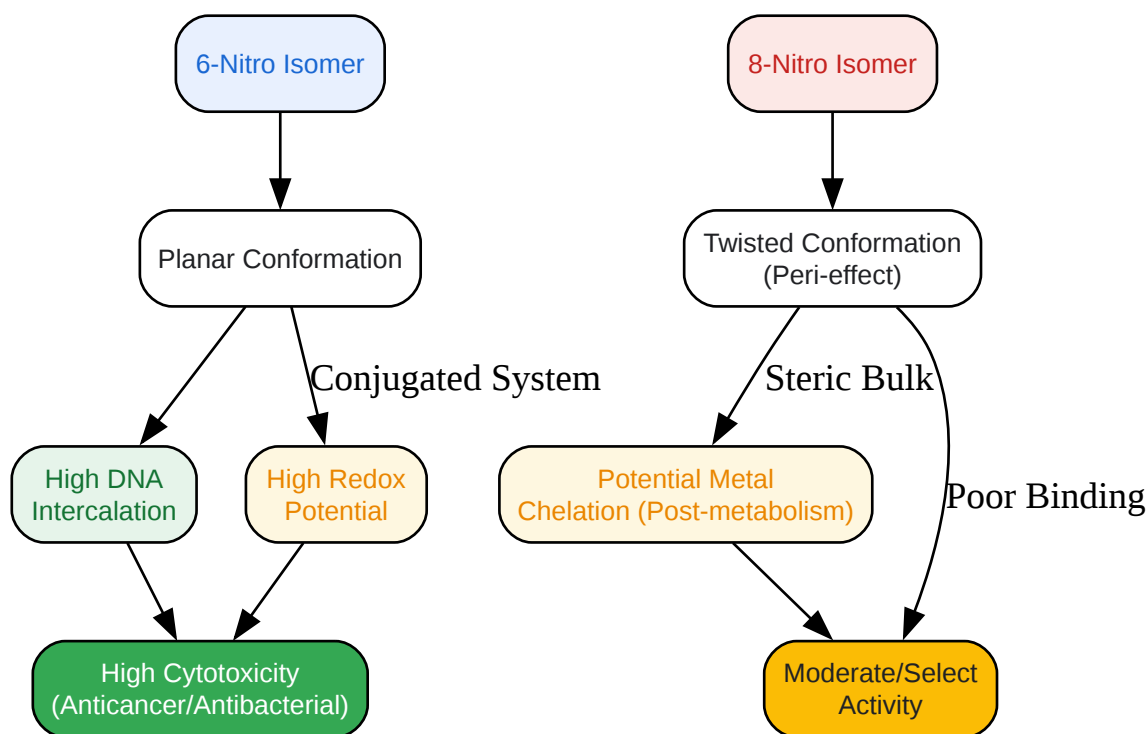 6-Nitro Isomer
8-Nitro Isomer
Planar Conformation
Twisted Conformation
(Peri-effect)
Conjugated System
Steric Bulk
High DNA
Intercalation
High Redox
Potential
Potential Metal
Chelation (Post-metabolism)
Poor Binding
High Cytotoxicity
(Anticancer/Antibacterial)
Moderate/Select
Activity